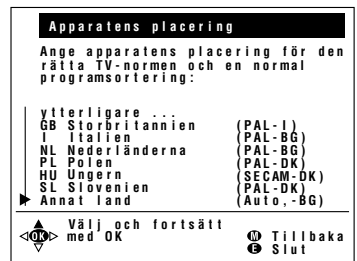 Apparatens placering
Ange apparatens placering för den
rätta TV-normen och en normal
programsortering:
ytterligare ...
GB Storbritannien (PAL-I)
I Italien (PAL-BG)
NL Nederländerna (PAL-BG)
PL Polen (PAL-DK)
HU Ungern (SECAM-DK)
SL Slovenien (PAL-DK)
Annat land (Auto,-BG)
Välj och fortsätt
OK med OK M Tillbaka
E Slut